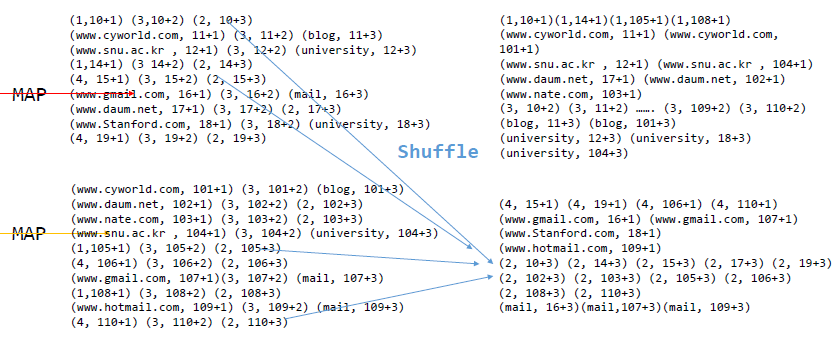 (1,10+1) (3,10+2) (2, 10+3)
(www.cyworld.com, 11+1) (3, 11+2) (blog, 11+3)
(www.snu.ac.kr , 12+1) (3, 12+2) (university, 12+3)
(1,14+1) (3 14+2) (2, 14+3)
(4, 15+1) (3, 15+2) (2, 15+3)
MAP
(www.gmail.com, 16+1) (3, 16+2) (mail, 16+3)
(www.daum.net, 17+1) (3, 17+2) (2, 17+3)
(www.Stanford.com, 18+1) (3, 18+2) (university, 18+3)
(4, 19+1) (3, 19+2) (2, 19+3)
(www.cyworld.com, 101+1) (3, 101+2) (blog, 101+3)
(www.daum.net, 102+1) (3, 102+2) (2, 102+3)
(www.nate.com, 103+1) (3, 103+2) (2, 103+3)
MAP
(www.snu.ac.kr , 104+1) (3, 104+2) (university, 104+3)
(1,105+1) (3, 105+2) (2, 105+3)
(4, 106+1) (3, 106+2) (2, 106+3)
(www.gmail.com, 107+1)(3, 107+2) (mail, 107+3)
(1,108+1) (3, 108+2) (2, 108+3)
(www.hotmail.com, 109+1) (3, 109+2) (mail, 109+3)
(4, 110+1) (3, 110+2) (2, 110+3)
Shuffle
(1,10+1)(1,14+1)(1,105+1)(1,108+1)
(www.cyworld.com, 11+1) (www.cyworld.com,
101+1)
(www.snu.ac.kr , 12+1) (www.snu.ac.kr , 104+1)
(www.daum.net, 17+1) (www.daum.net, 102+1)
(www.nate.com, 103+1)
(3, 10+2) (3, 11+2) …… (3, 109+2) (3, 110+2)
(blog, 11+3) (blog, 101+3)
(university, 12+3) (university, 18+3)
(university, 104+3)
(4, 15+1) (4, 19+1) (4, 106+1) (4, 110+1)
(www.gmail.com, 16+1) (www.gmail.com, 107+1)
(www.Stanford.com, 18+1)
(www.hotmail.com, 109+1)
(2, 10+3) (2, 14+3) (2, 15+3) (2, 17+3) (2, 19+3)
(2, 102+3) (2, 103+3) (2, 105+3) (2, 106+3)
(2, 108+3) (2, 110+3)
(mail, 16+3)(mail,107+3)(mail, 109+3)